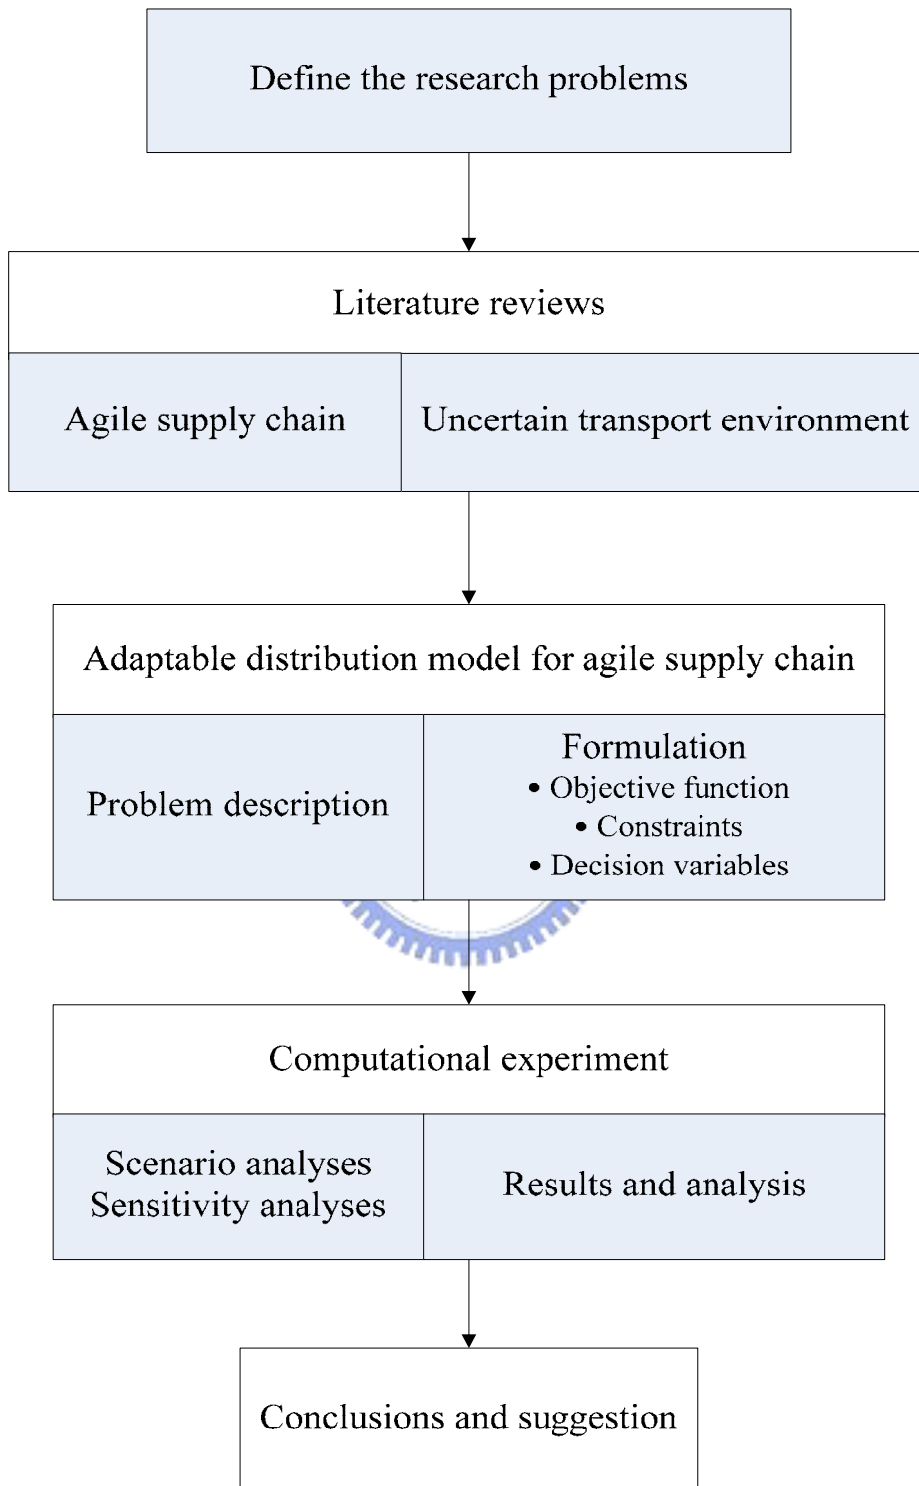 Define the research problems
Literature reviews
Agile supply chain
Uncertain transport environment
Adaptable distribution model for agile supply chain
Problem description
Formulation
• Objective function
• Constraints
• Decision variables
Computational experiment
Scenario analyses
Sensitivity analyses
Results and analysis
Conclusions and suggestion